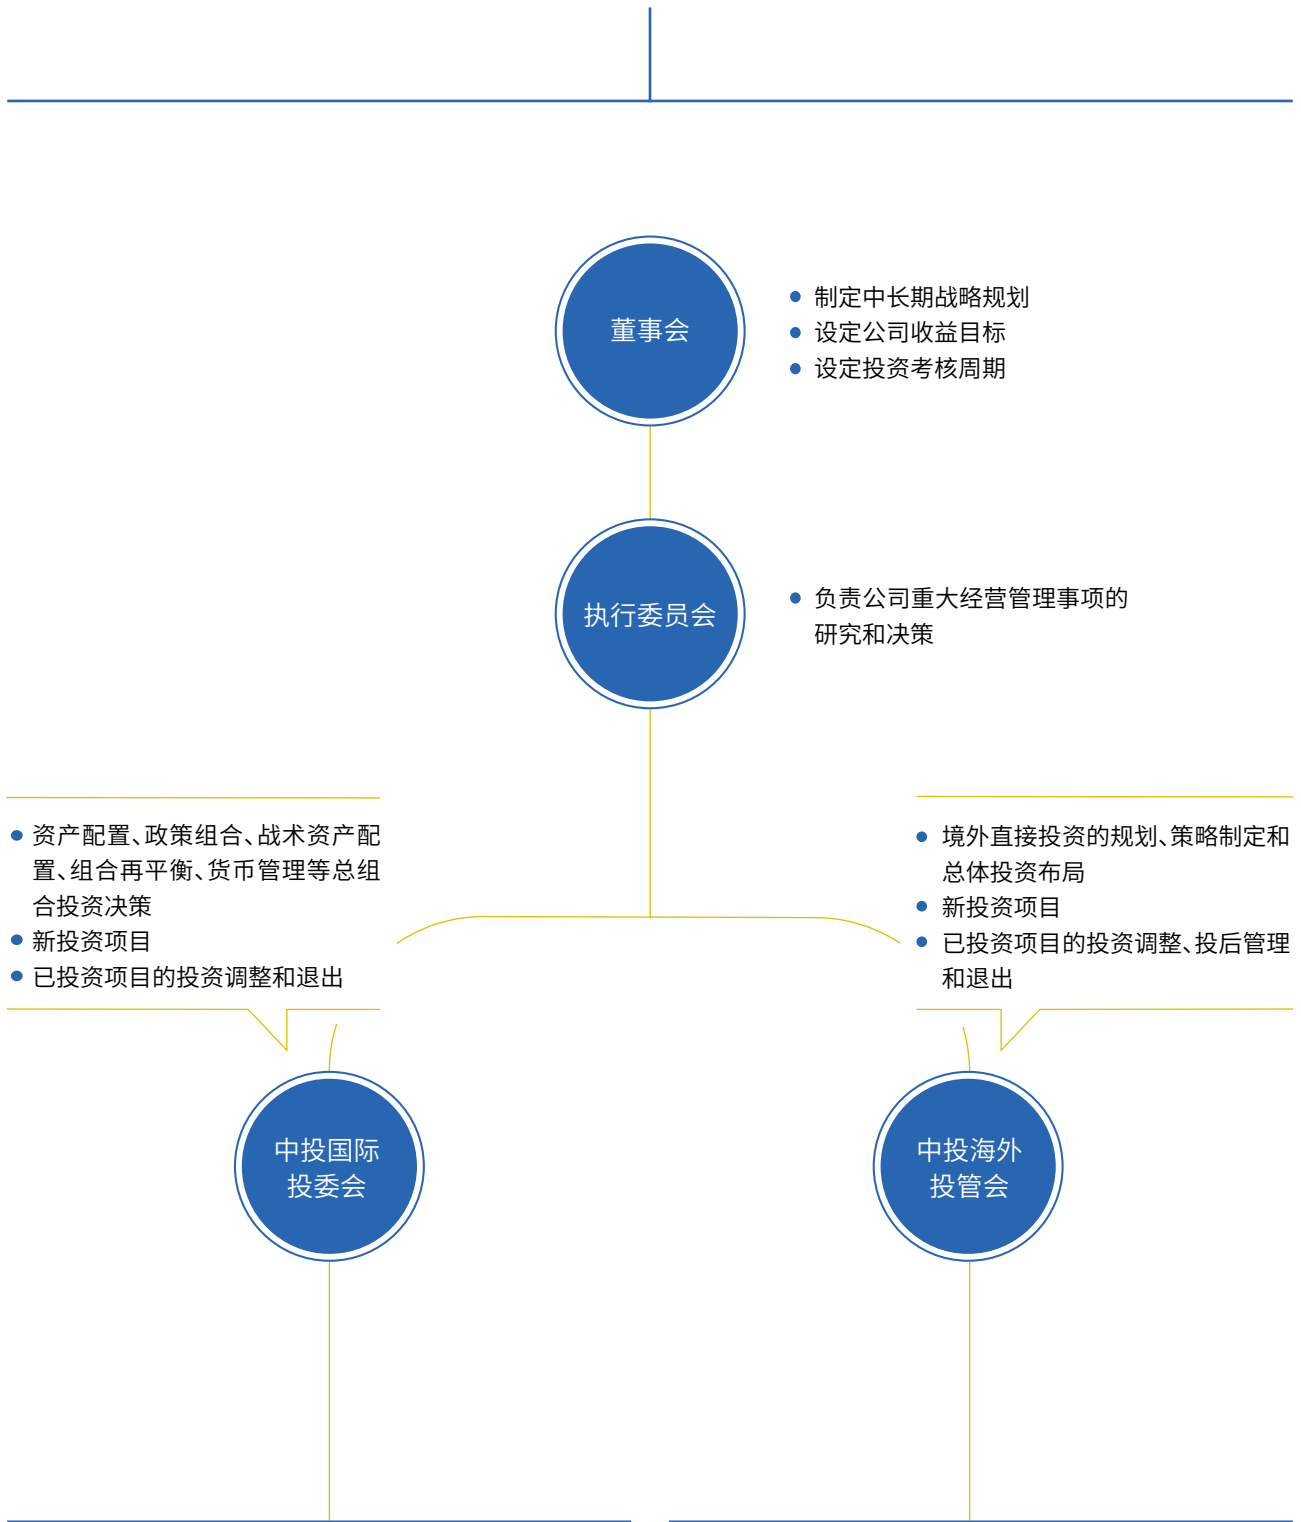 董事会
制定中长期战略规划
设定公司收益目标
设定投资考核周期
执行委员会
负责公司重大经营管理事项的
研究和决策
资产配置、政策组合、战术资产配
置、组合再平衡、货币管理等总组
合投资决策
新投资项目
已投资项目的投资调整和退出
境外直接投资的规划、策略制定和
总体投资布局
新投资项目
已投资项目的投资调整、投后管理
和退出
中投国际
投委会
中投海外
投管会